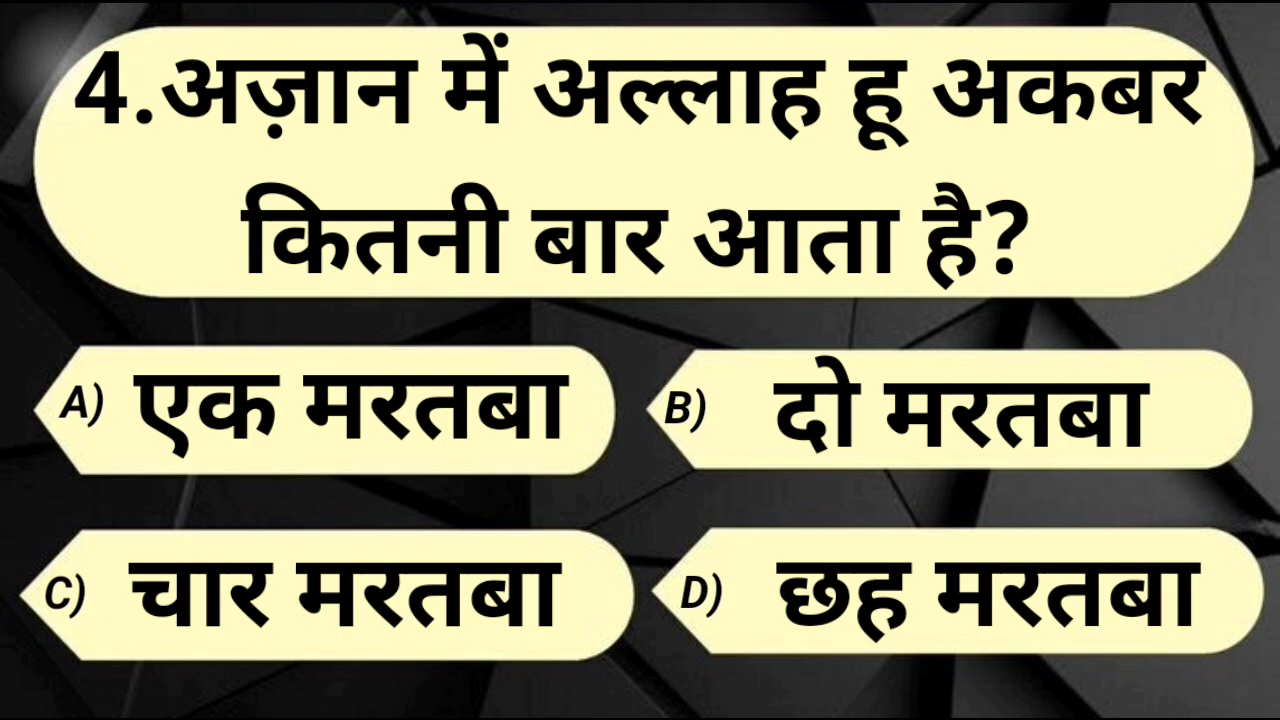 4.अज़ान में अल्लाह हू अकबर
कितनी बार आता है?
A) एक मरतबा
B) दो मरतबा
C) चार मरतबा
D) छह मरतबा